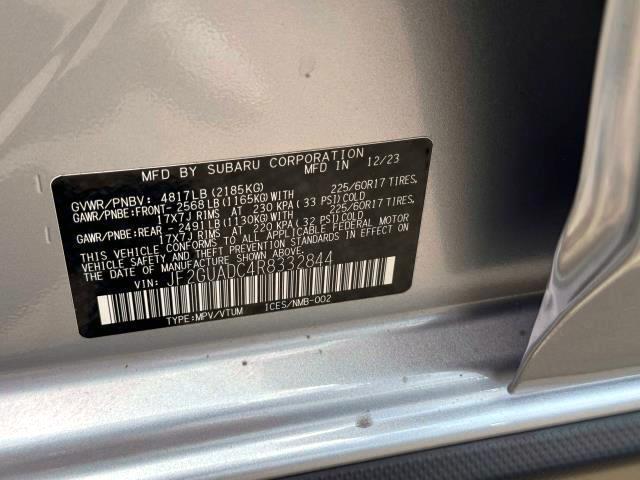 MFD BY SUBARU CORPORATION
MFD IN 12/23
GVWR/PNBV: 4817LB(2185KG)
GAWR/PNBE:FRONT-2568LB(1165KG)WITH 225/60R17 TIRES,
17X7J RIMS AT 230 KPA(33 PSI)COLD
GAWR/PNBE:REAR -2491LB(1130KG)WITH 225/60R17 TIRES,
17X7J RIMS AT 220 KPA(32 PSI)COLD
THIS VEHICLE CONFORMS TO ALL APPLICABLE FEDERAL MOTOR
VEHICLE SAFETY, BUMPER, AND THEFT PREVENTION STANDARDS
IN EFFECT ON THE DATE OF MANUFACTURE SHOWN ABOVE.
VIN: JF2GUADC4R8332844
TYPE:MPV/VTUM ICES/NMB-002